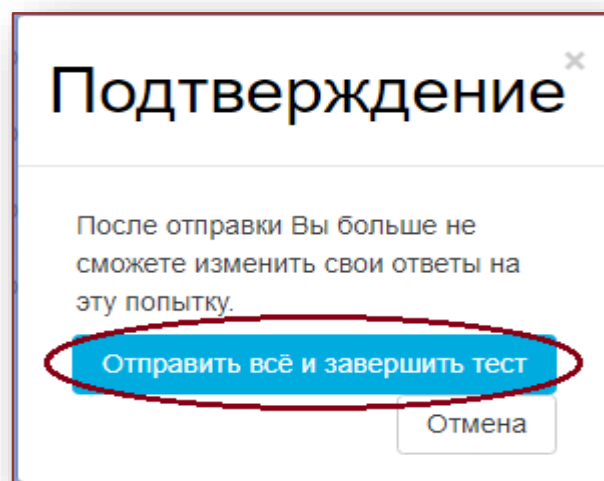 Подтверждение
×
После отправки Вы больше не
сможете изменить свои ответы на
эту попытку.
Отправить всё и завершить тест
Отмена